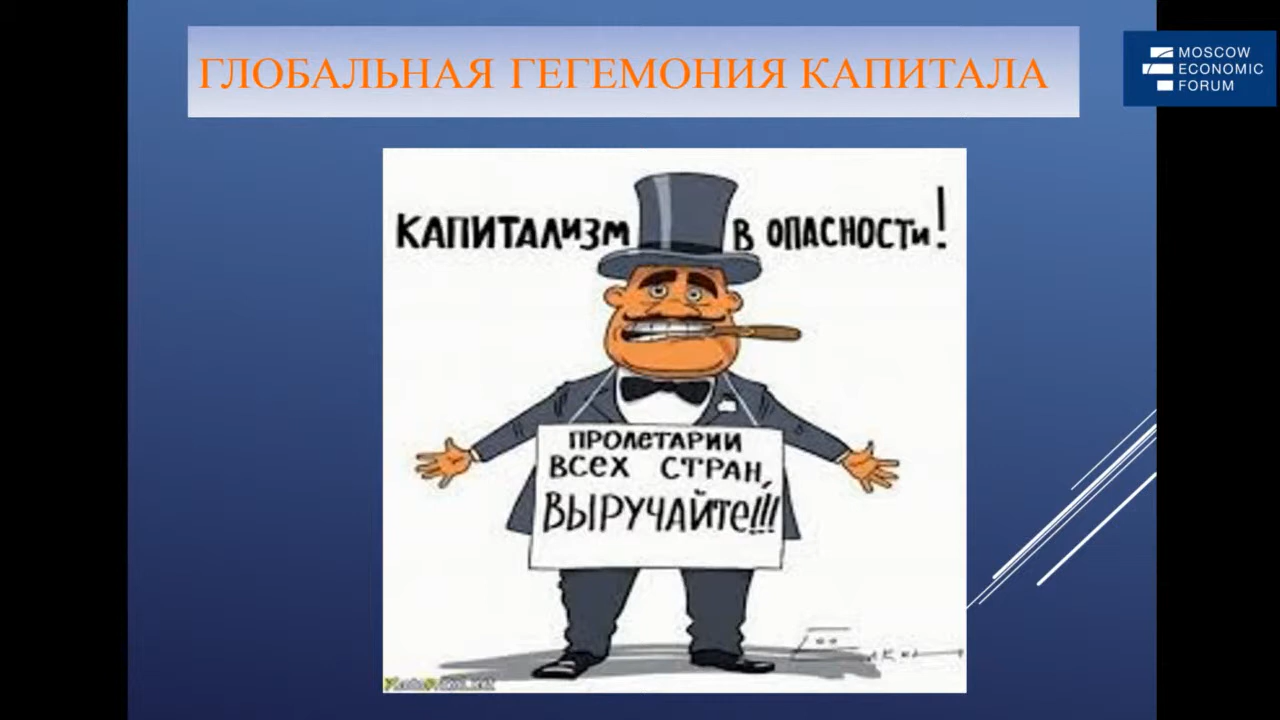 ГЛОБАЛЬНАЯ ГЕГЕМОНИЯ КАПИТАЛА
MOSCOW
ECONOMIC
FORUM
КАПИТАЛИЗМ В ОПАСНОСТИ!
ПРОЛЕТАРИИ
ВСЕХ СТРАН,
ВЫРУЧАЙТЕ!!!